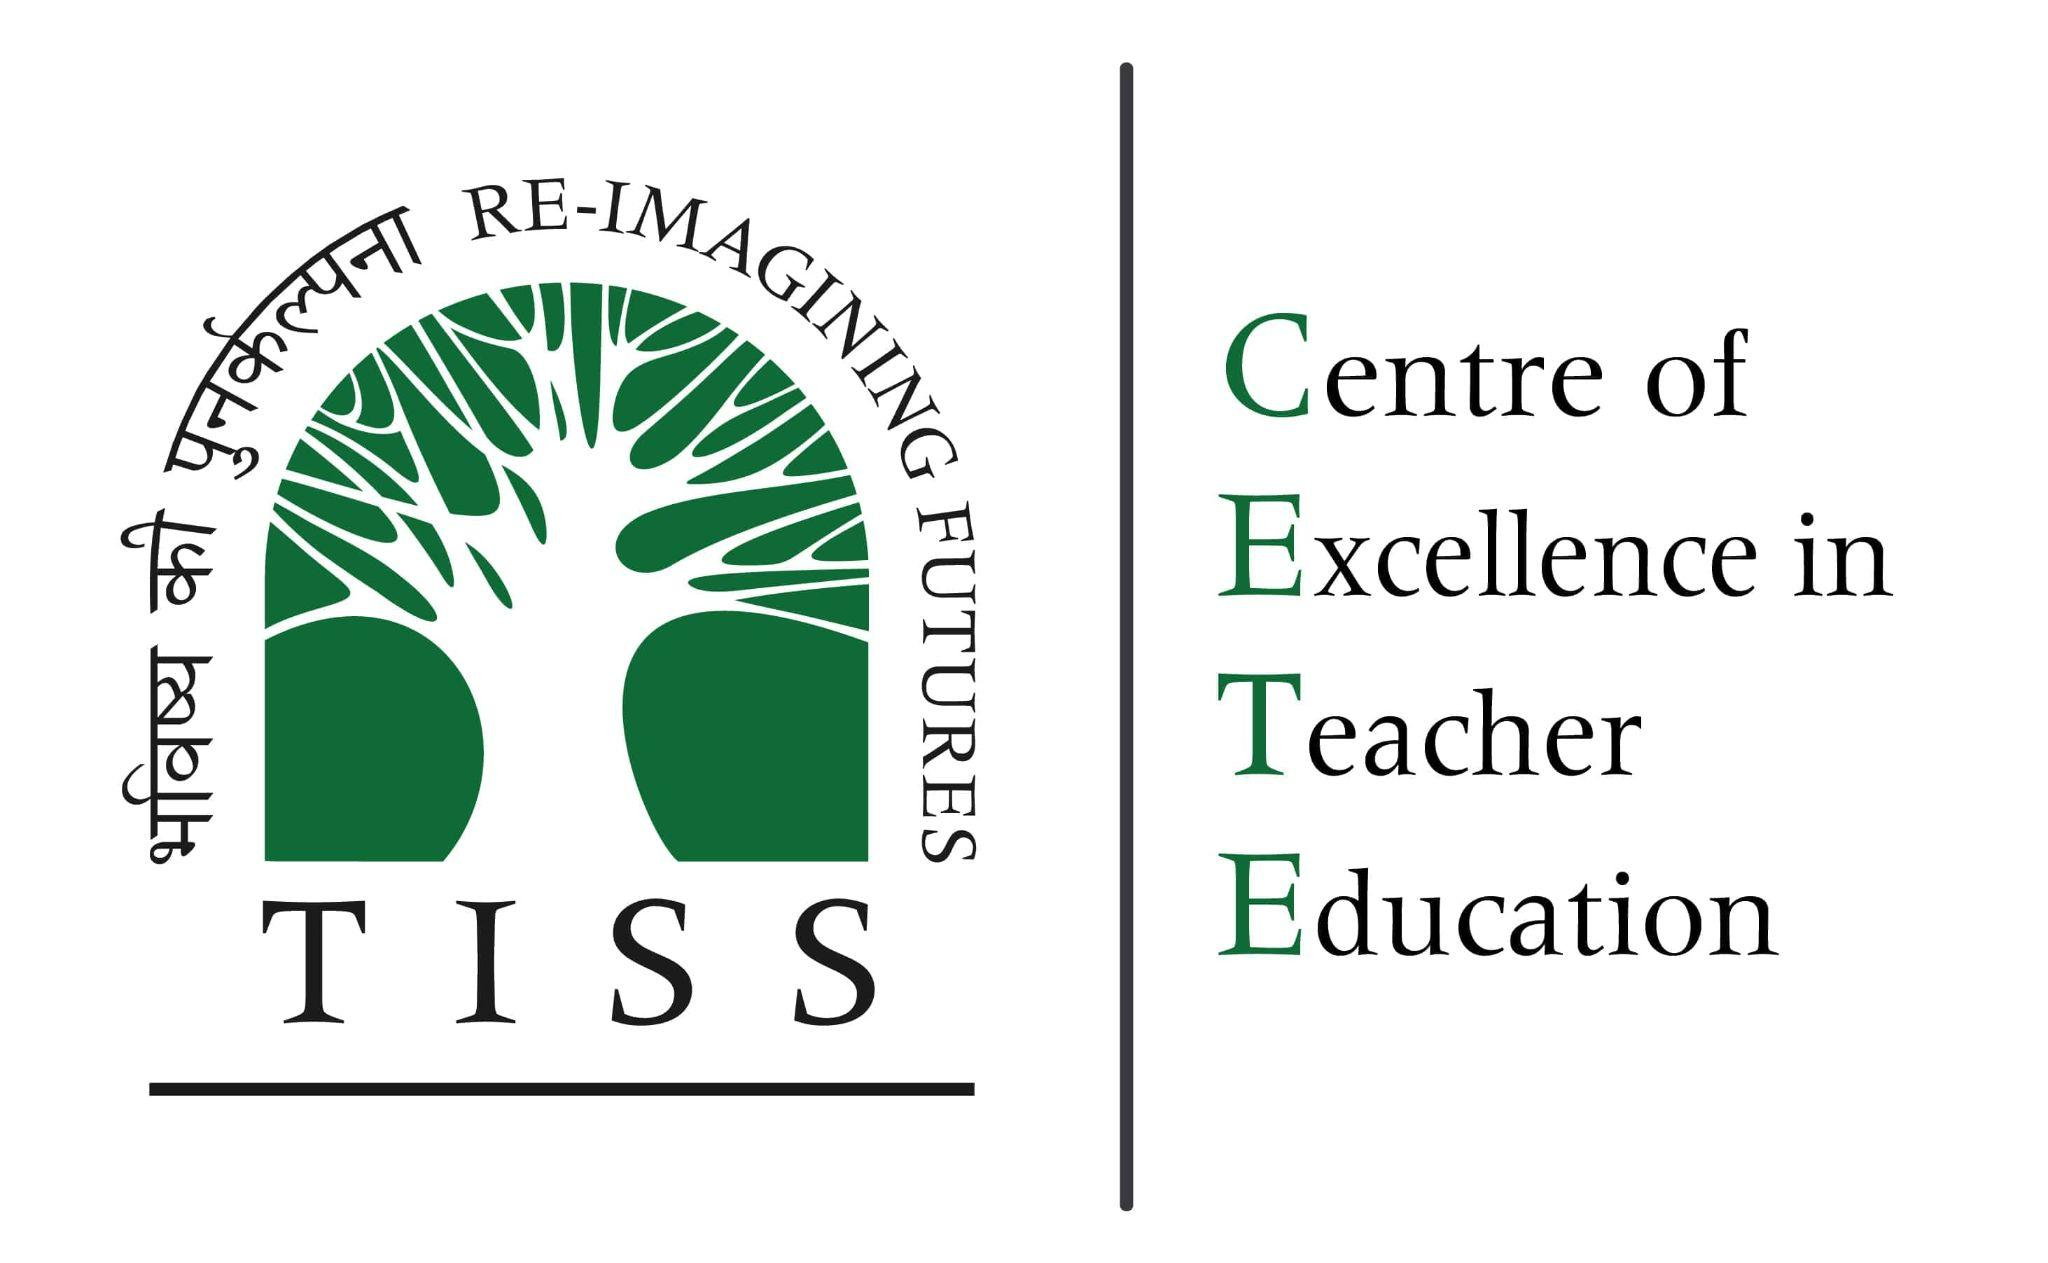 भविष्य की पुनर्कल्पना RE-IMAGINING FUTURES
TISS
Centre of
Excellence in
Teacher
Education